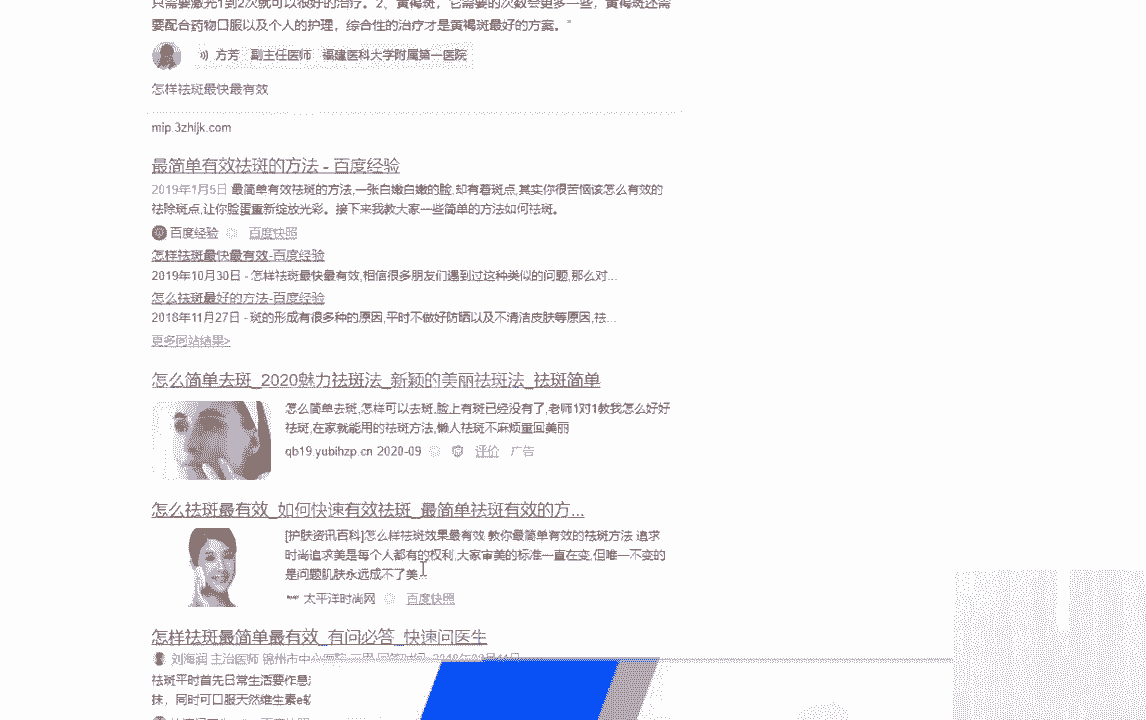 只需要激光1到2次就可以很好的治疗。2、黄褐斑，它需要的次数会更多一些，黄褐斑还需
要配合药物口服以及个人的护理，综合性的治疗才是黄褐斑最好的方案。"
方芳 副主任医师 福建医科大学附属第一医院
怎样祛斑最快最有效
mip.3zhijk.com
最简单有效祛斑的方法 - 百度经验
2019年1月5日 最简单有效祛斑的方法,一张白嫩白嫩的脸,却有着斑点,其实你很苦恼该怎么有效的
祛除斑点,让你脸蛋重新绽放光彩。接下来我教大家一些简单的方法如何祛斑。
百度经验 百度快照
怎样祛斑最快最有效-百度经验
2019年10月30日 - 怎样祛斑最快最有效,相信很多朋友们遇到过这种类似的问题,那么对...
怎么祛斑最好的方法-百度经验
2018年11月27日 - 斑的形成有很多种的原因,平时不做好防晒以及不清洁皮肤等原因,祛...
更多同站结果>
怎么简单去斑_2020魅力祛斑法_新颖的美丽祛斑法_祛斑简单
怎么简单去斑,怎样可以去斑,脸上有斑已经没有了,老师1对1教我怎么好好
祛斑,在家就能用的祛斑方法,懒人祛斑不麻烦重回美丽
qb19.yubihzp.cn 2020-09 评价 广告
怎么祛斑最有效_如何快速有效祛斑_最简单祛斑有效的方...
[护肤资讯百科]怎么样祛斑效果最有效 教你最简单有效的祛斑方法 追求
时尚追求美是每个人都有的权利,大家审美的标准一直在变,但唯一不变的
是问题肌肤永远成不了美...
太平洋时尚网 百度快照
怎样祛斑最简单最有效_有问必答_快速问医生
刘海润 主治医师 锦州市中心医院
祛斑平时首先日常生活要作息
抹，同时可口服天然维生素e